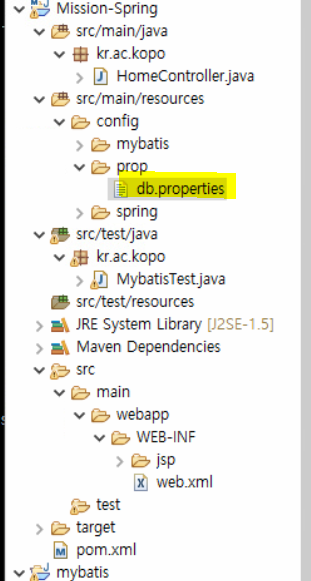 Mission-Spring
src/main/java
kr.ac.kopo
HomeController.java
src/main/resources
config
mybatis
prop
db.properties
spring
src/test/java
kr.ac.kopo
MybatisTest.java
src/test/resources
JRE System Library [J2SE-1.5]
Maven Dependencies
src
main
webapp
WEB-INF
jsp
web.xml
test
target
pom.xml
mybatis